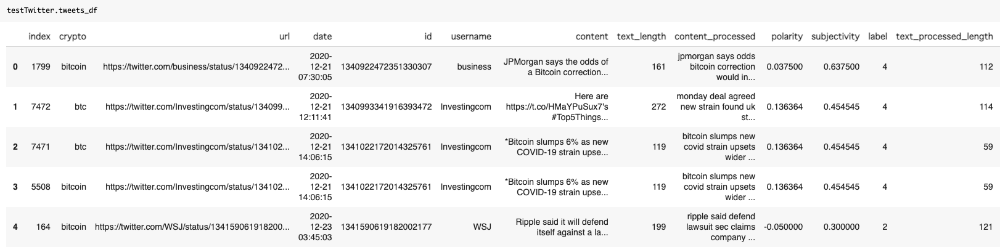 testTwitter.tweets_df
index crypto url date id username content text_length content_processed polarity subjectivity label text_processed_length
0 1799 bitcoin https://twitter.com/business/status/1340922472... 2020-12-21 07:30:05 1340922472351330307 business JPMorgan says the odds of a Bitcoin correction... 161 jpmorgan says odds bitcoin correction would in... 0.037500 0.637500 4 112
1 7472 btc https://twitter.com/Investingcom/status/134099... 2020-12-21 12:11:41 1340993341916393472 Investingcom Here are https://t.co/HMaYPuSux7's #Top5Things... 272 monday deal agreed new strain found uk st... 0.136364 0.454545 4 114
2 7471 btc https://twitter.com/Investingcom/status/134102... 2020-12-21 14:06:15 1341022172014325761 Investingcom *Bitcoin slumps 6% as new COVID-19 strain upse... 119 bitcoin slumps new covid strain upsets wider ... 0.136364 0.454545 4 59
3 5508 bitcoin https://twitter.com/Investingcom/status/134102... 2020-12-21 14:06:15 1341022172014325761 Investingcom *Bitcoin slumps 6% as new COVID-19 strain upse... 119 bitcoin slumps new covid strain upsets wider ... 0.136364 0.454545 4 59
4 164 bitcoin https://twitter.com/WSJ/status/134159061918200... 2020-12-23 03:45:03 1341590619182002177 WSJ Ripple said it will defend itself against a la... 199 ripple said defend lawsuit sec claims company ... -0.050000 0.300000 2 121